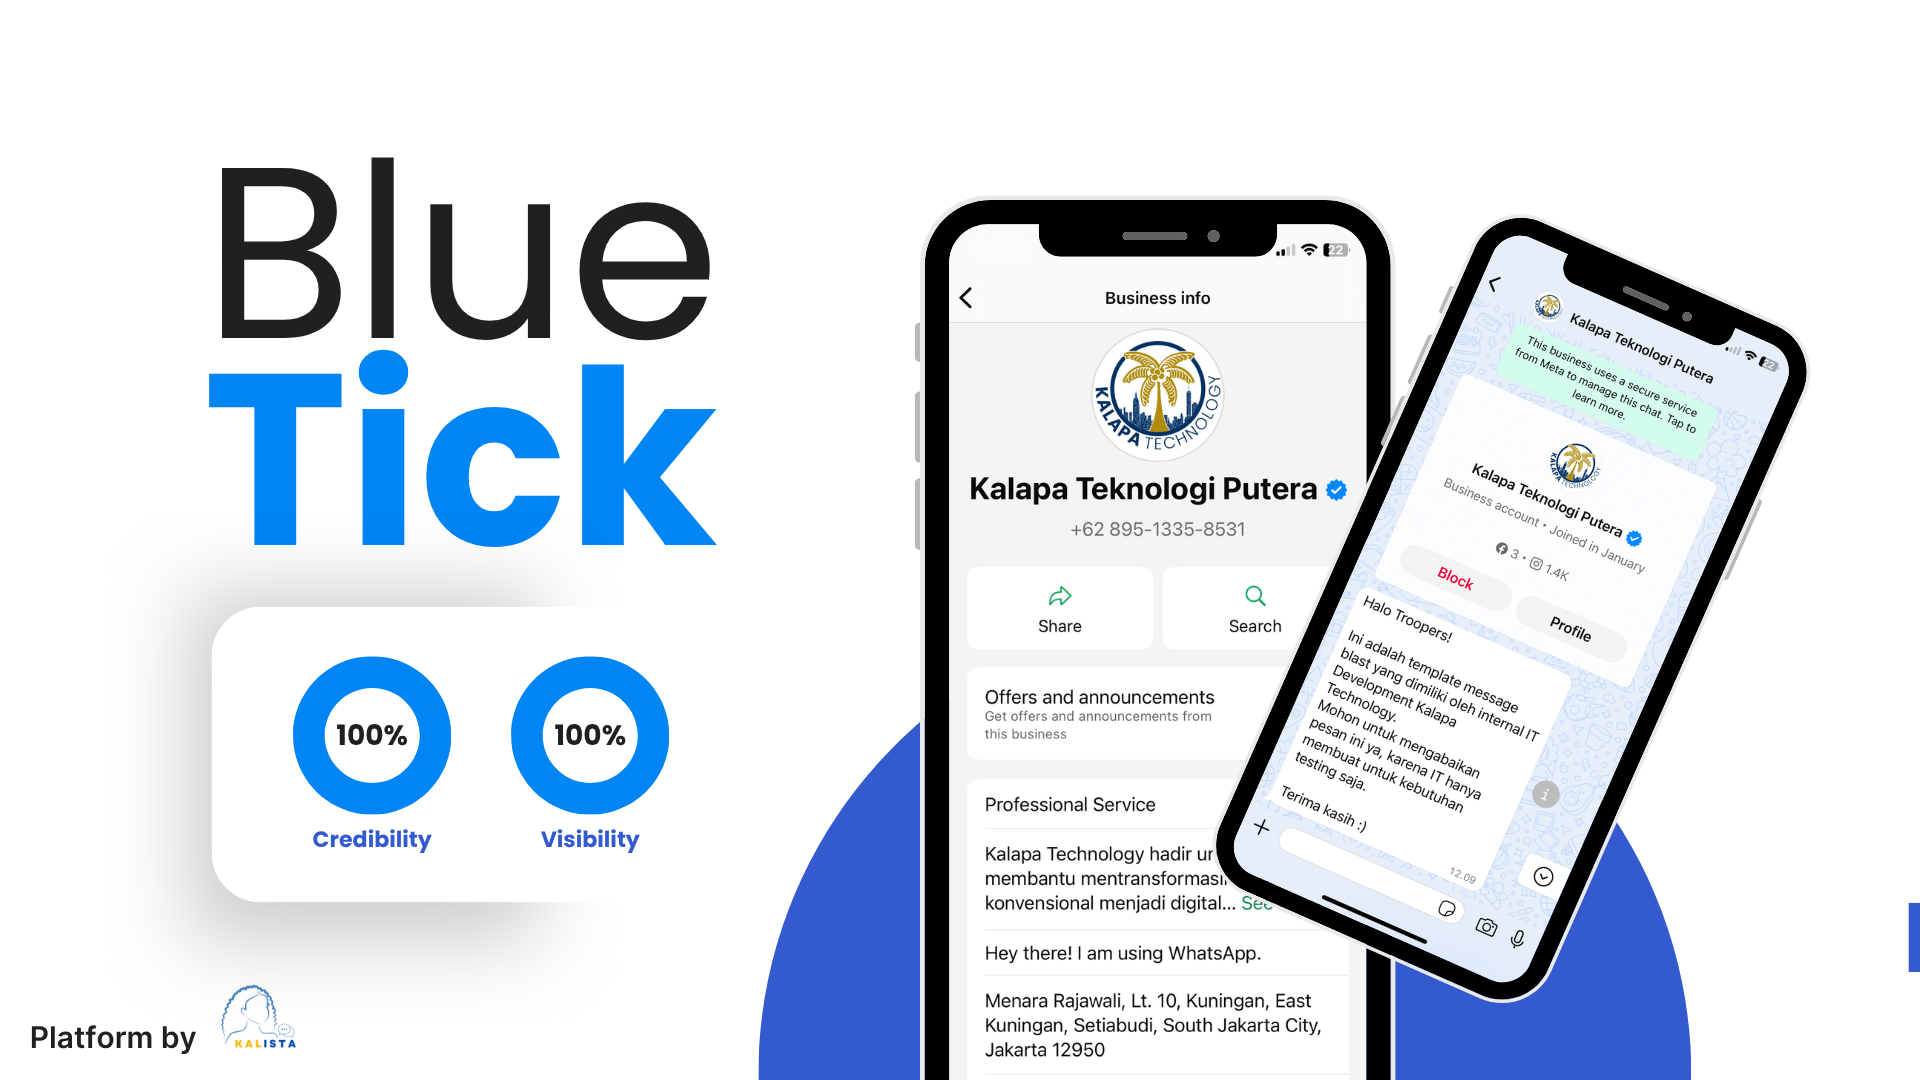 Blue
Tick
100%
100%
Credibility
Visibility
Platform by
KALISTA
22
Business info
KALAPA TECHNOLOGY
Kalapa Teknologi Putera
+62 895-1335-8531
Share
Search
Offers and announcements
Get offers and announcements from
this business
Professional Service
Kalapa Technology hadir
membantu
konvensional menjadi digital... See
Hey there! I am using WhatsApp.
Menara Rajawali, Lt. 10, Kuningan, East
Kuningan, Setiabudi, South Jakarta City,
Jakarta 12950
22
Kalapa Teknologi Putera
This business uses a secure service
from Meta to manage this chat. Tap to
learn more.
KALAPA TECHNOLOGY
Kalapa Teknologi Putera
Business account • Joined in January
3 • 1.4K
Block
Profile
Halo Troopers!
Ini adalah template message
blast yang dimiliki oleh internal IT
Development Kalapa
Technology.
Mohon untuk mengabaikan
pesan ini ya, karena IT hanya
membuat untuk kebutuhan
testing saja.
Terima kasih :)
12.09